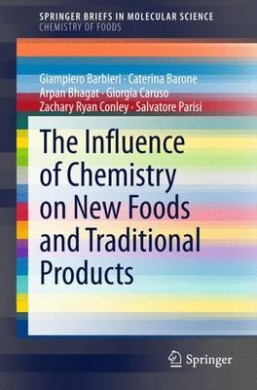 SPRINGER BRIEFS IN MOLECULAR SCIENCE
CHEMISTRY OF FOODS
Giampiero Barbieri · Caterina Barone
Arpan Bhagat · Giorgia Caruso
Zachary Ryan Conley · Salvatore Parisi
The Influence
of Chemistry
on New Foods
and Traditional
Products
Springer